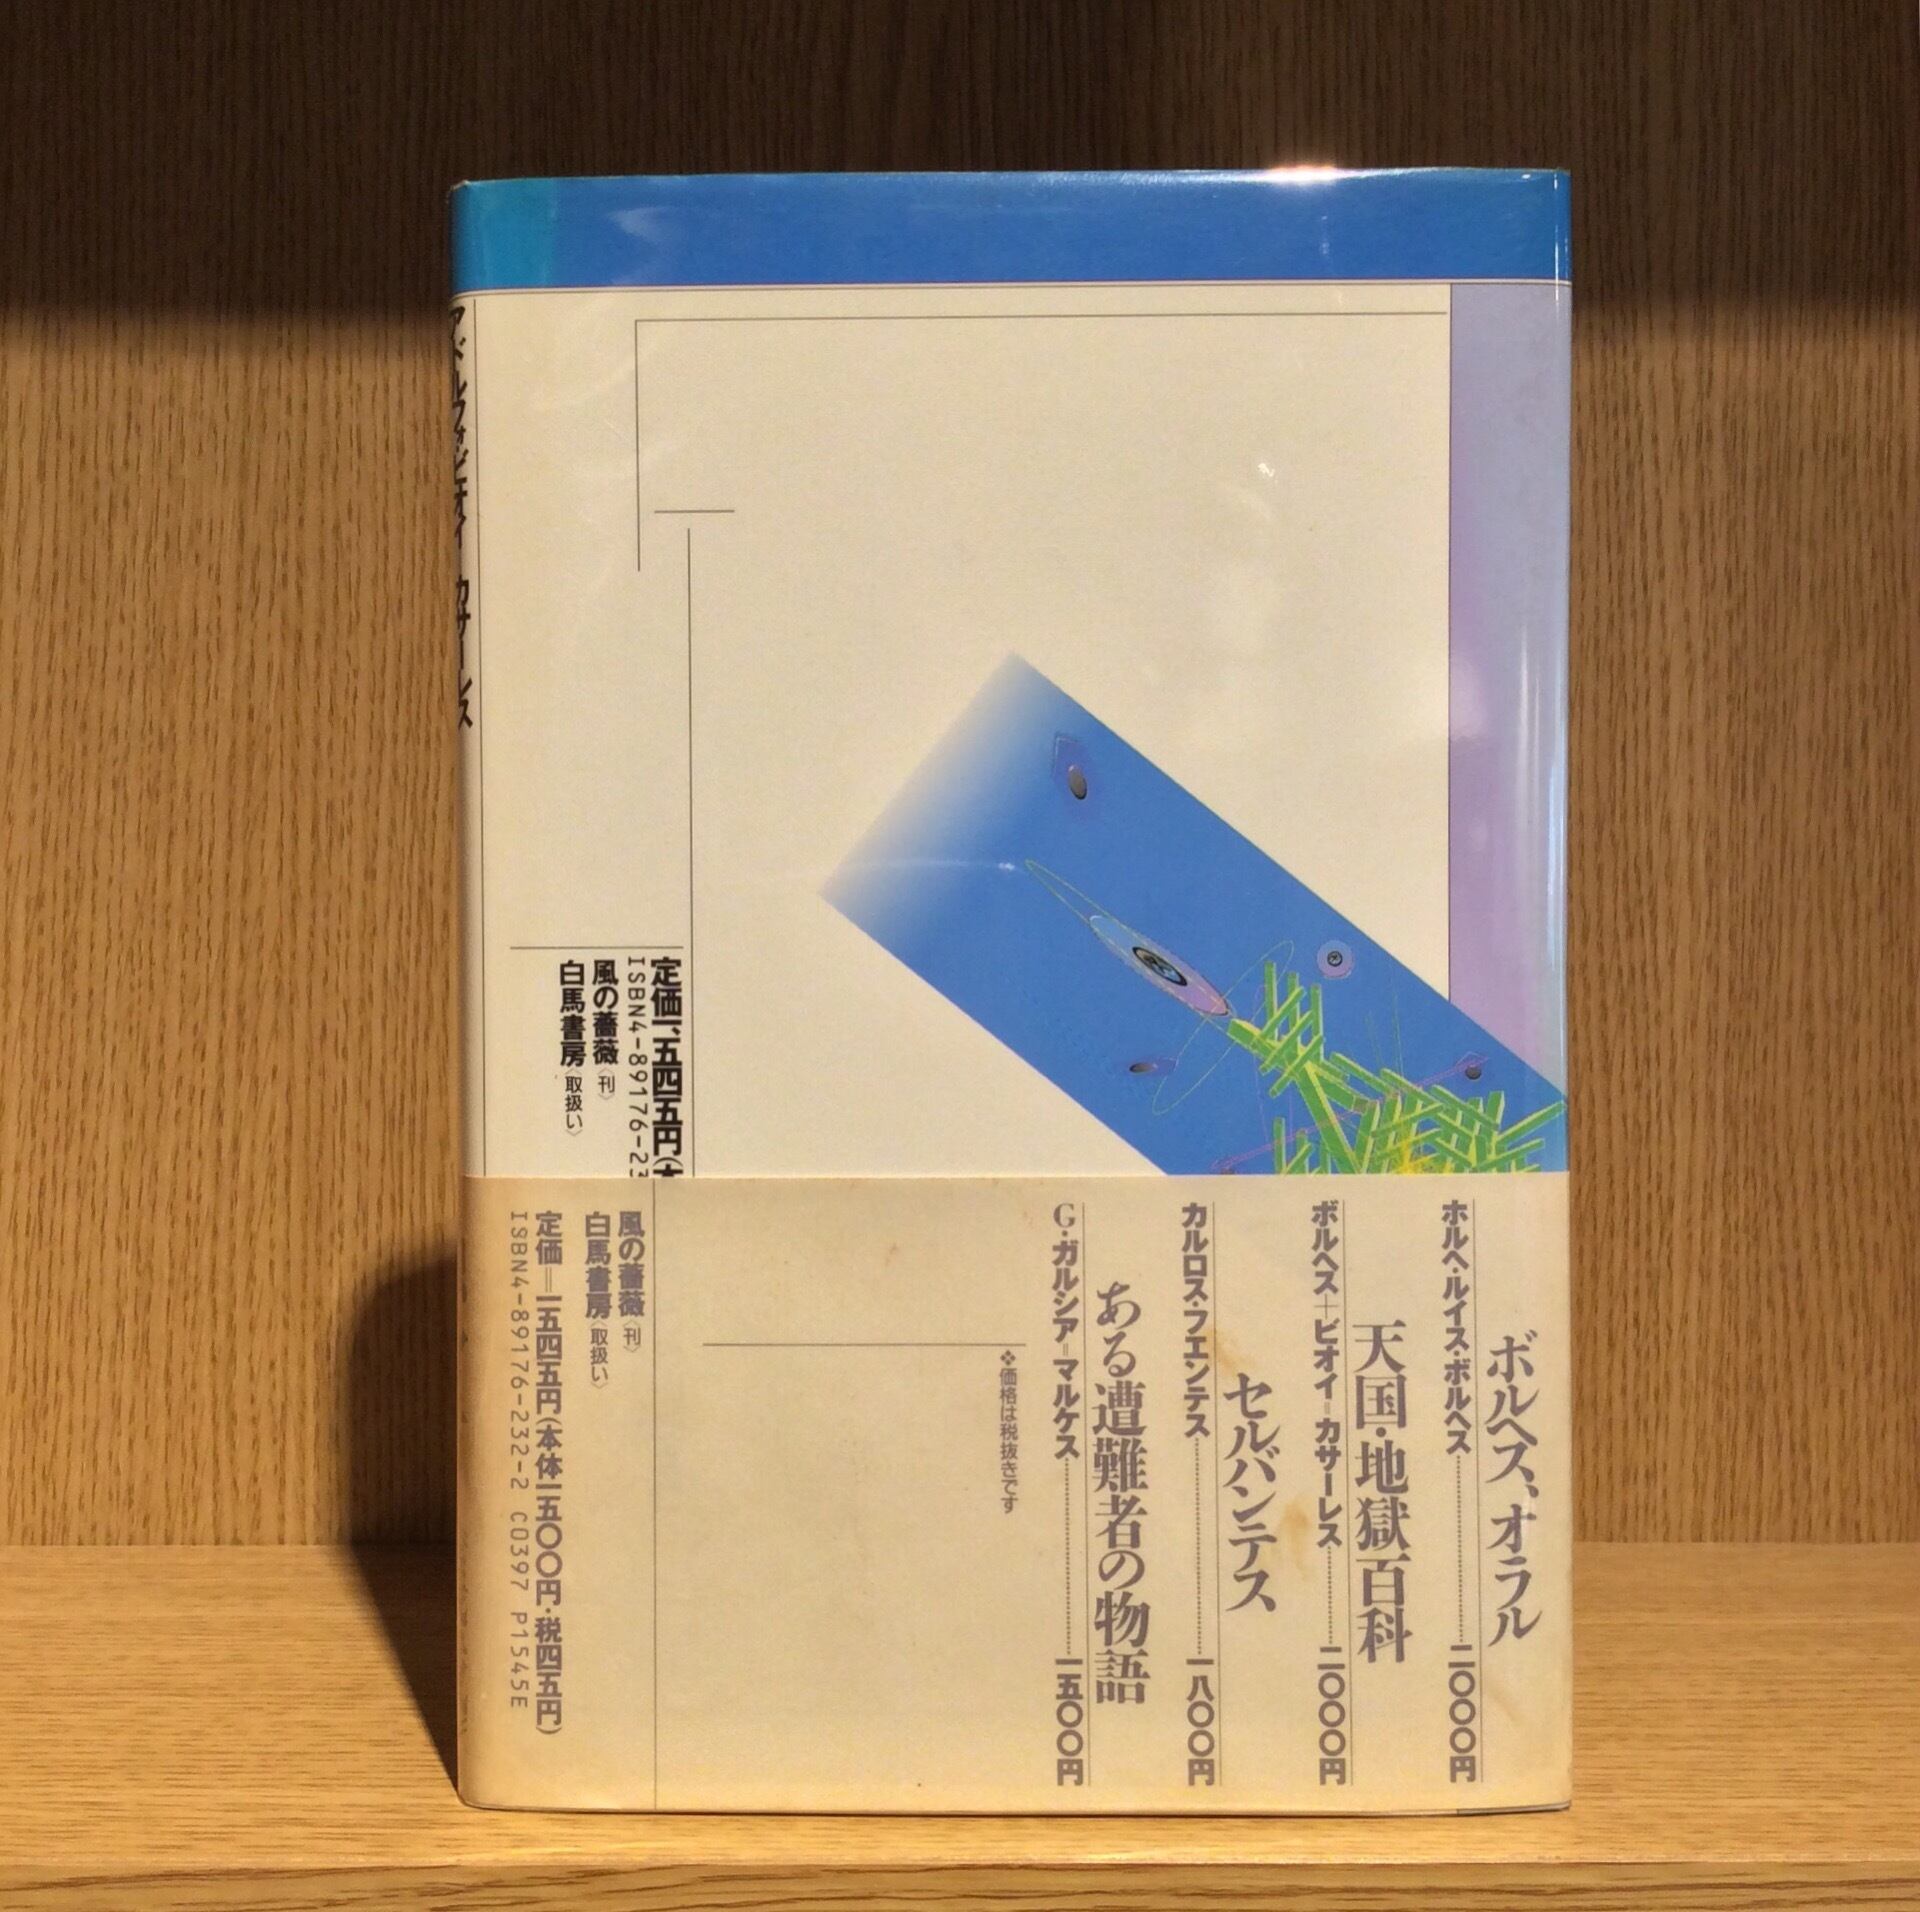 アドルフォ・ビオイ=カサーレス
定価一、五四五円(本
ISBN4-89176-23
風の薔薇〈刊〉
白馬書房〈取扱い〉
ボルヘス、オラル
ホルヘ・ルイス・ボルヘス…………二〇〇〇円
天国・地獄百科
ボルヘス+ビオイ=カサーレス………二〇〇〇円
セルバンテス
カルロス・フエンテス…………一八〇〇円
ある遭難者の物語
G・ガルシア=マルケス…………一五〇〇円
❖価格は税抜きです
風の薔薇〈刊〉
白馬書房〈取扱い〉
定価=一五四五円(本体一五〇〇円・税四五円)
ISBN4-89176-232-2 C0397 P1545E